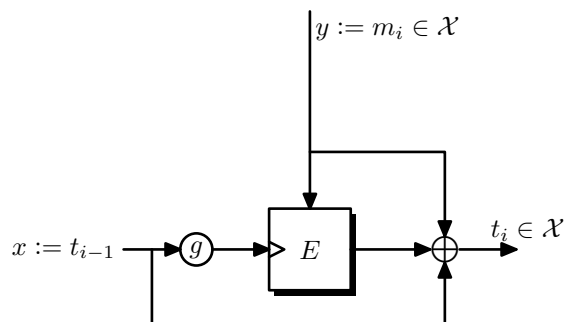 y := m_i ∈ 𝒳
x := t_{i−1}
g
E
t_i ∈ 𝒳